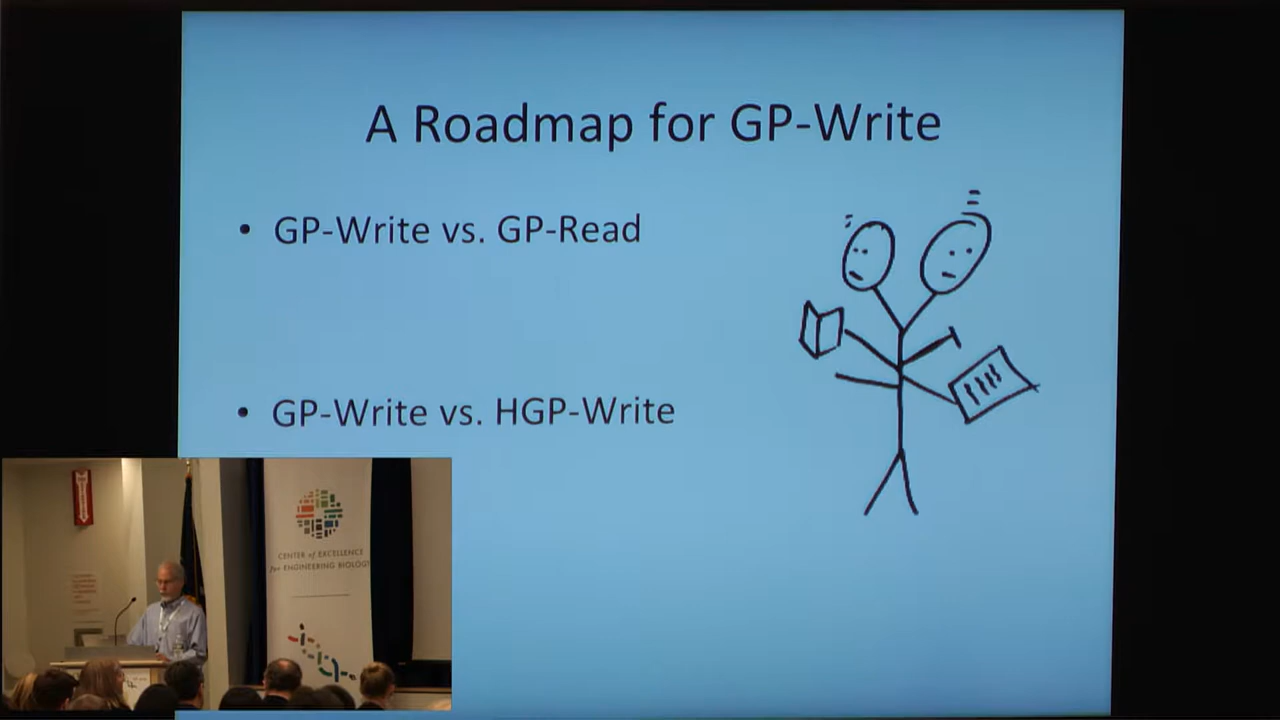 A Roadmap for GP-Write
• GP-Write vs. GP-Read
• GP-Write vs. HGP-Write
CENTER of EXCELLENCE
for ENGINEERING BIOLOGY